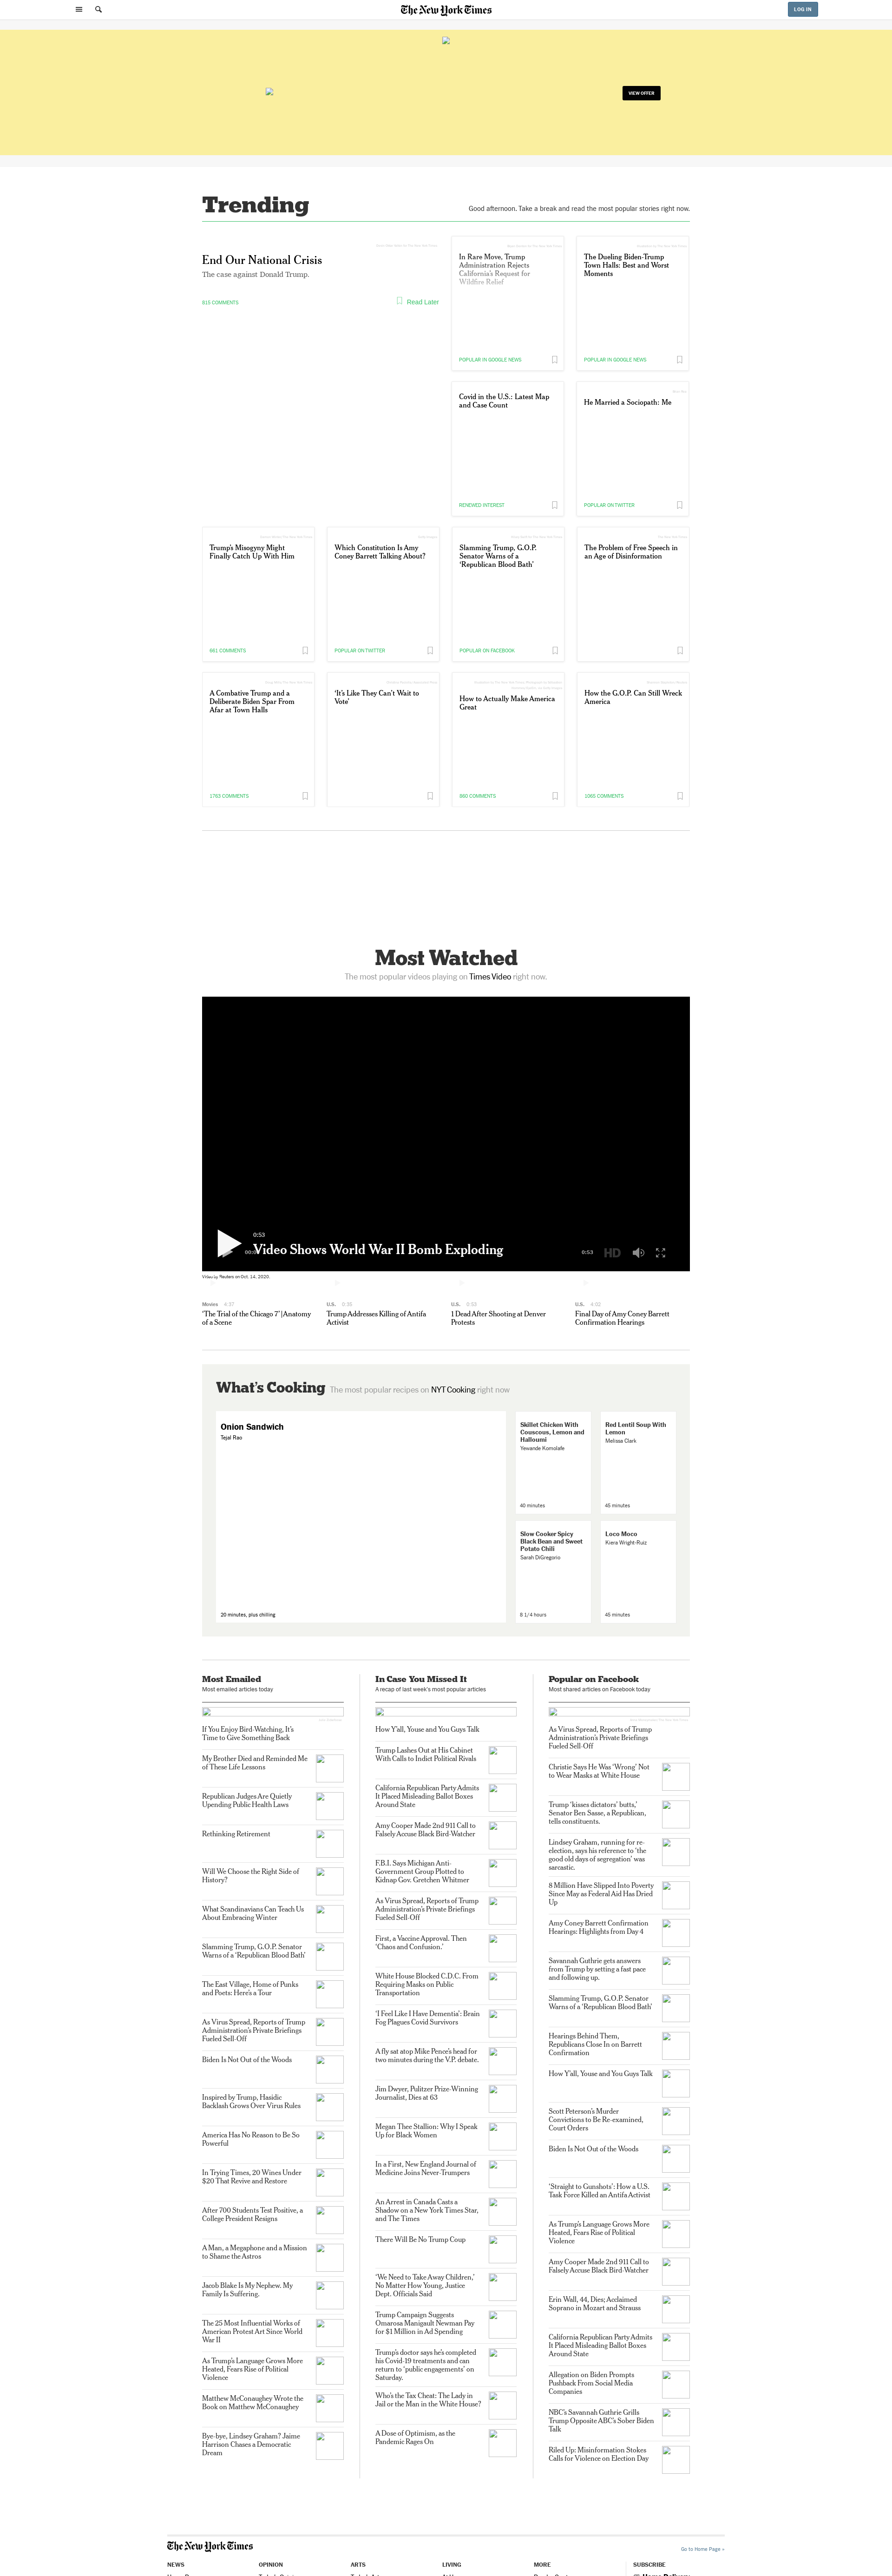 The New York Times
LOG IN
VIEW OFFER
Trending
Good afternoon. Take a break and read the most popular stories right now.
End Our National Crisis
The case against Donald Trump.
815 COMMENTS
Read Later
In Rare Move, Trump
Administration Rejects
California's Request for
Wildfire Relief
POPULAR IN GOOGLE NEWS
The Dueling Biden-Trump
Town Halls: Best and Worst
Moments
POPULAR IN GOOGLE NEWS
Covid in the U.S.: Latest Map
and Case Count
RENEWED INTEREST
He Married a Sociopath: Me
POPULAR ON TWITTER
Trump's Misogyny Might
Finally Catch Up With Him
661 COMMENTS
Which Constitution Is Amy
Coney Barrett Talking About?
POPULAR ON TWITTER
Slamming Trump, G.O.P.
Senator Warns of a
'Republican Blood Bath'
POPULAR ON FACEBOOK
The Problem of Free Speech in
an Age of Disinformation
A Combative Trump and a
Deliberate Biden Spar From
Afar at Town Halls
1763 COMMENTS
'It's Like They Can't Wait to
Vote'
How to Actually Make America
Great
880 COMMENTS
How the G.O.P. Can Still Wreck
America
1065 COMMENTS
Most Watched
The most popular videos playing on Times Video right now.
0:53
Video Shows World War II Bomb Exploding
0:53
HD
Video by Reuters on Oct. 14, 2020.
Movies 4:37
'The Trial of the Chicago 7' | Anatomy
of a Scene
U.S. 0:35
Trump Addresses Killing of Antifa
Activist
U.S. 0:53
1 Dead After Shooting at Denver
Protests
U.S. 4:02
Final Day of Amy Coney Barrett
Confirmation Hearings
What's Cooking The most popular recipes on NYT Cooking right now
Onion Sandwich
Tejal Rao
20 minutes, plus chilling
Skillet Chicken With
Couscous, Lemon and
Halloumi
Yewande Komolafe
40 minutes
Red Lentil Soup With
Lemon
Melissa Clark
45 minutes
Slow Cooker Spicy
Black Bean and Sweet
Potato Chili
Sarah DiGregorio
8 1/4 hours
Loco Moco
Kiera Wright-Ruiz
45 minutes
Most Emailed
Most emailed articles today
If You Enjoy Bird-Watching, It's
Time to Give Something Back
My Brother Died and Reminded Me
of These Life Lessons
Republican Judges Are Quietly
Upending Public Health Laws
Rethinking Retirement
Will We Choose the Right Side of
History?
What Scandinavians Can Teach Us
About Embracing Winter
Slamming Trump, G.O.P. Senator
Warns of a 'Republican Blood Bath'
The East Village, Home of Punks
and Poets: Here's a Tour
As Virus Spread, Reports of Trump
Administration's Private Briefings
Fueled Sell-Off
Biden Is Not Out of the Woods
Inspired by Trump, Hasidic
Backlash Grows Over Virus Rules
America Has No Reason to Be So
Powerful
In Trying Times, 20 Wines Under
$20 That Revive and Restore
After 700 Students Test Positive, a
College President Resigns
A Man, a Megaphone and a Mission
to Shame the Astros
Jacob Blake Is My Nephew. My
Family Is Suffering.
The 25 Most Influential Works of
American Protest Art Since World
War II
As Trump's Language Grows More
Heated, Fears Rise of Political
Violence
Matthew McConaughey Wrote the
Book on Matthew McConaughey
Bye-bye, Lindsey Graham? Jaime
Harrison Chases a Democratic
Dream
In Case You Missed It
A recap of last week's most popular articles
How Y'all, Youse and You Guys Talk
Trump Lashes Out at His Cabinet
With Calls to Indict Political Rivals
California Republican Party Admits
It Placed Misleading Ballot Boxes
Around State
Amy Cooper Made 2nd 911 Call to
Falsely Accuse Black Bird-Watcher
F.B.I. Says Michigan Anti-
Government Group Plotted to
Kidnap Gov. Gretchen Whitmer
As Virus Spread, Reports of Trump
Administration's Private Briefings
Fueled Sell-Off
First, a Vaccine Approval. Then
'Chaos and Confusion.'
White House Blocked C.D.C. From
Requiring Masks on Public
Transportation
'I Feel Like I Have Dementia': Brain
Fog Plagues Covid Survivors
A fly sat atop Mike Pence's head for
two minutes during the V.P. debate.
Jim Dwyer, Pulitzer Prize-Winning
Journalist, Dies at 63
Megan Thee Stallion: Why I Speak
Up for Black Women
In a First, New England Journal of
Medicine Joins Never-Trumpers
An Arrest in Canada Casts a
Shadow on a New York Times Star,
and The Times
There Will Be No Trump Coup
'We Need to Take Away Children,'
No Matter How Young, Justice
Dept. Officials Said
Trump Campaign Suggests
Omarosa Manigault Newman Pay
for $1 Million in Ad Spending
Trump's doctor says he's completed
his Covid-19 treatments and can
return to 'public engagements' on
Saturday.
Who's the Tax Cheat: The Lady in
Jail or the Man in the White House?
A Dose of Optimism, as the
Pandemic Rages On
Popular on Facebook
Most shared articles on Facebook today
As Virus Spread, Reports of Trump
Administration's Private Briefings
Fueled Sell-Off
Christie Says He Was 'Wrong' Not
to Wear Masks at White House
Trump 'kisses dictators' butts,'
Senator Ben Sasse, a Republican,
tells constituents.
Lindsey Graham, running for re-
election, says his reference to 'the
good old days of segregation' was
sarcastic.
8 Million Have Slipped Into Poverty
Since May as Federal Aid Has Dried
Up
Amy Coney Barrett Confirmation
Hearings: Highlights from Day 4
Savannah Guthrie gets answers
from Trump by setting a fast pace
and following up.
Slamming Trump, G.O.P. Senator
Warns of a 'Republican Blood Bath'
Hearings Behind Them,
Republicans Close In on Barrett
Confirmation
How Y'all, Youse and You Guys Talk
Scott Peterson's Murder
Convictions to Be Re-examined,
Court Orders
Biden Is Not Out of the Woods
'Straight to Gunshots': How a U.S.
Task Force Killed an Antifa Activist
As Trump's Language Grows More
Heated, Fears Rise of Political
Violence
Amy Cooper Made 2nd 911 Call to
Falsely Accuse Black Bird-Watcher
Erin Wall, 44, Dies; Acclaimed
Soprano in Mozart and Strauss
California Republican Party Admits
It Placed Misleading Ballot Boxes
Around State
Allegation on Biden Prompts
Pushback From Social Media
Companies
NBC's Savannah Guthrie Grills
Trump Opposite ABC's Sober Biden
Talk
Riled Up: Misinformation Stokes
Calls for Violence on Election Day
The New York Times
Go to Home Page »
NEWS
OPINION
ARTS
LIVING
MORE
SUBSCRIBE